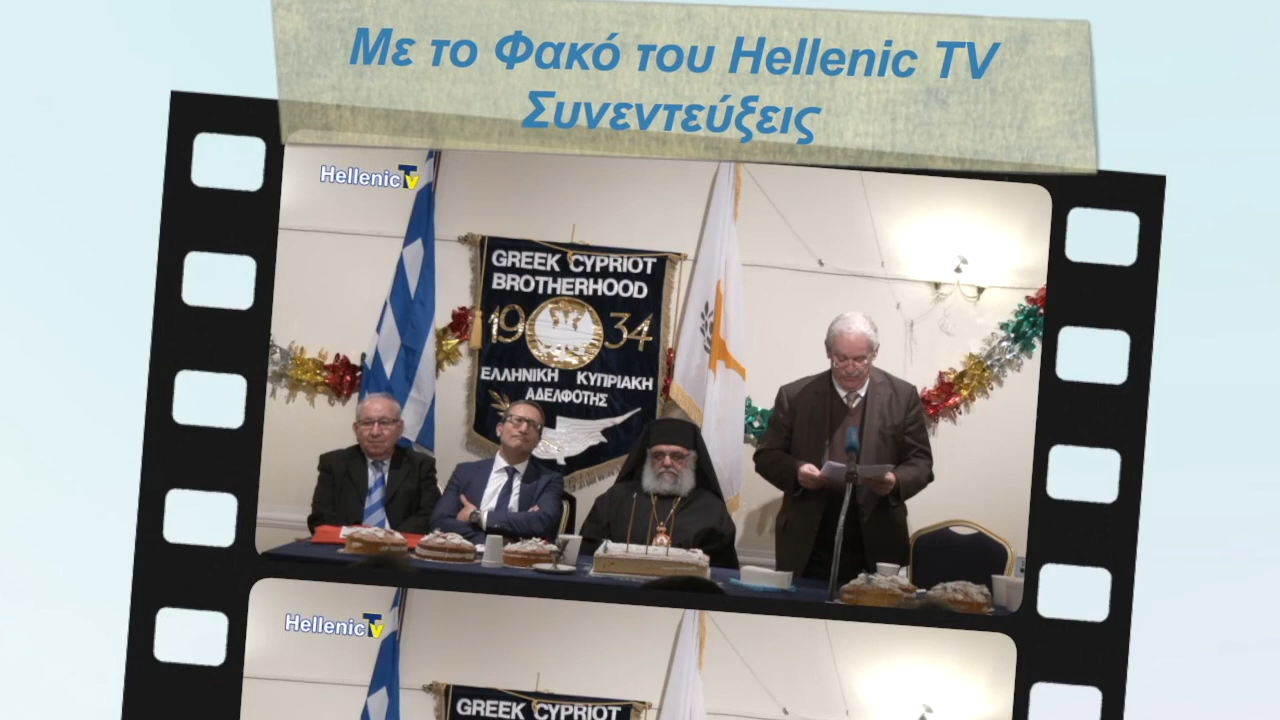 Με το Φακό του Hellenic TV
Συνεντεύξεις
Hellenic TV
GREEK CYPRIOT
BROTHERHOOD
1934
ΕΛΛΗΝΙΚΗ ΚΥΠΡΙΑΚΗ
ΑΔΕΛΦΟΤΗΣ
Hellenic TV
GREEK CYPRIOT